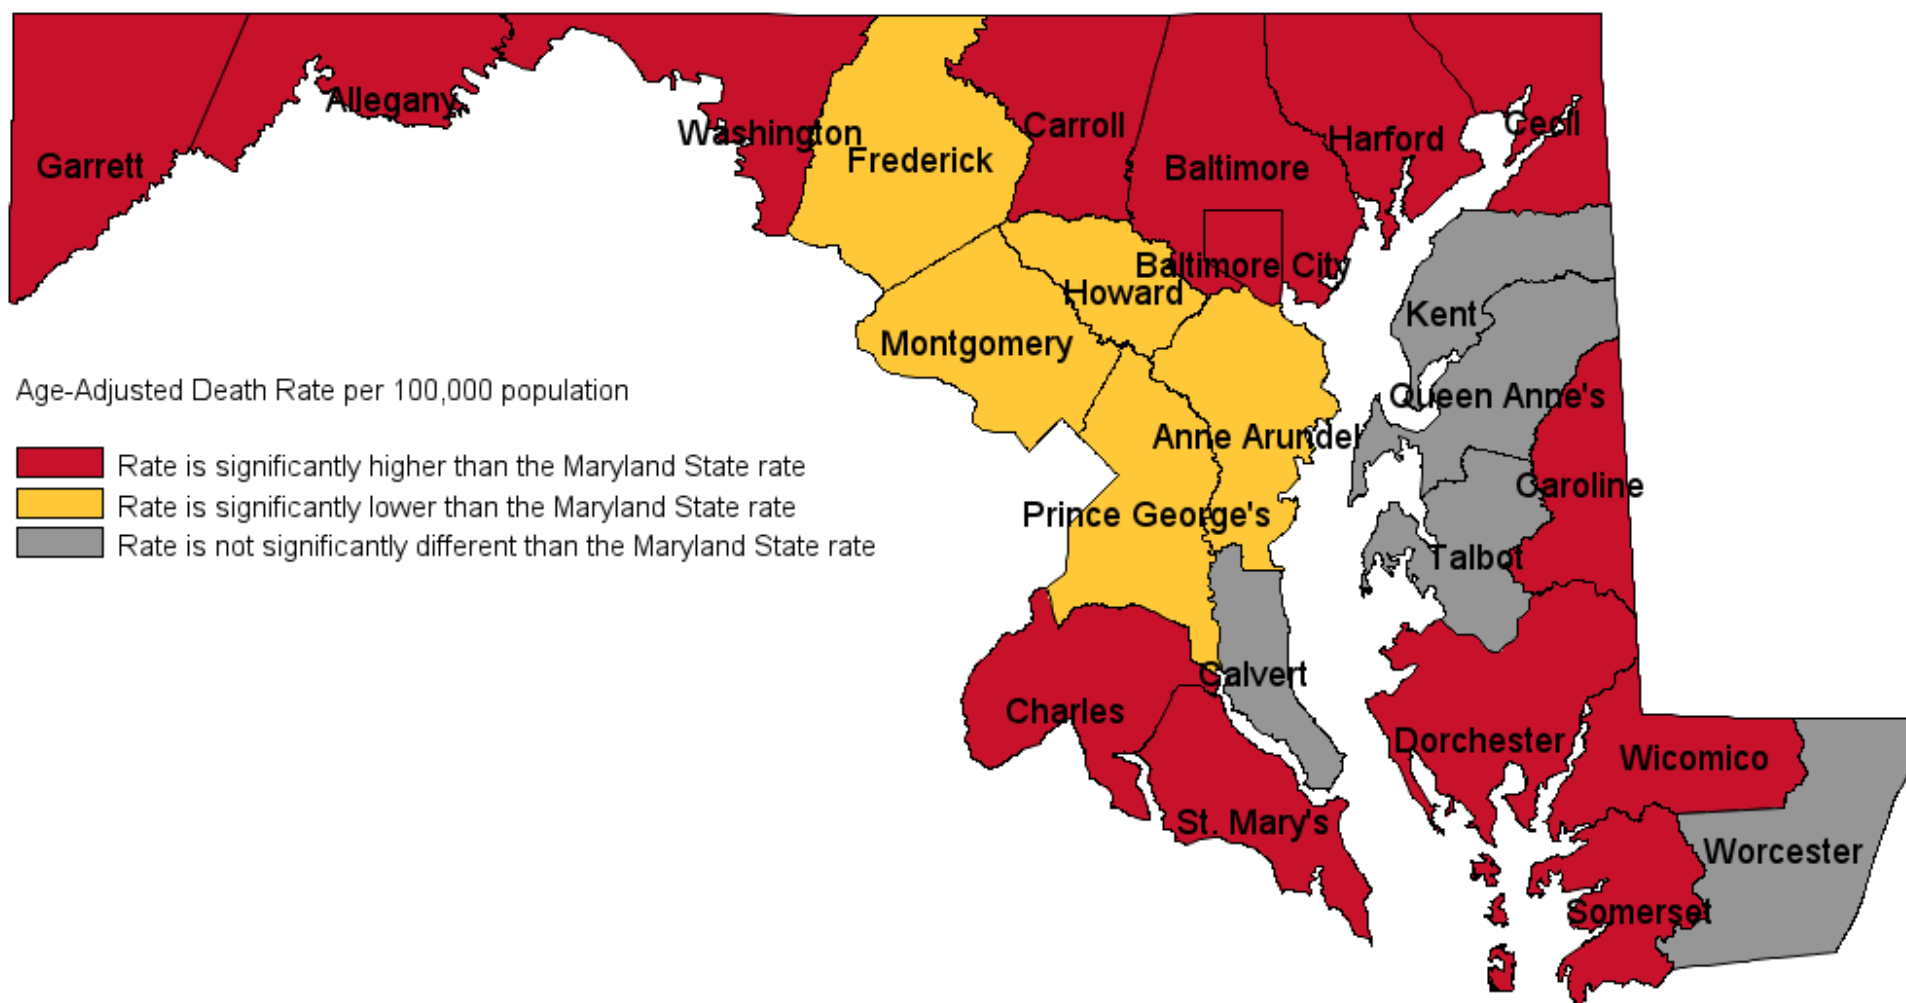 Allegany
Garrett
Washington
Frederick
Carroll
Baltimore
Harford
Cecil
Baltimore City
Howard
Montgomery
Kent
Queen Anne's
Anne Arundel
Caroline
Prince George's
Talbot
Calvert
Charles
Dorchester
Wicomico
St. Mary's
Worcester
Somerset
Age-Adjusted Death Rate per 100,000 population
Rate is significantly higher than the Maryland State rate
Rate is significantly lower than the Maryland State rate
Rate is not significantly different than the Maryland State rate